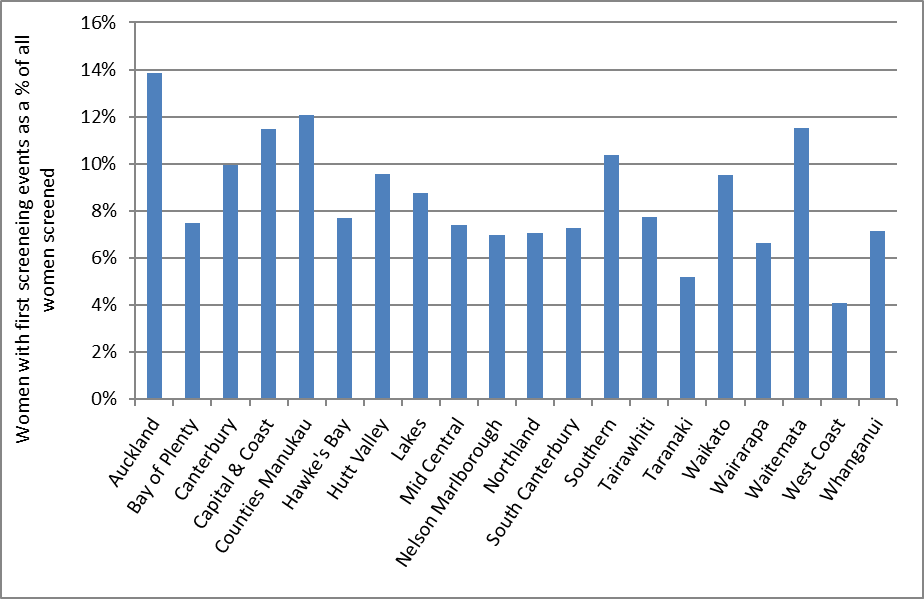 Women with first screeneing events as a % of all
women screened
16%
14%
12%
10%
8%
6%
4%
2%
0%
Auckland
Bay of Plenty
Canterbury
Capital & Coast
Counties Manukau
Hawke's Bay
Hutt Valley
Lakes
Mid Central
Nelson Marlborough
Northland
South Canterbury
Southern
Tairawhiti
Taranaki
Waikato
Wairarapa
Waitemata
West Coast
Whanganui